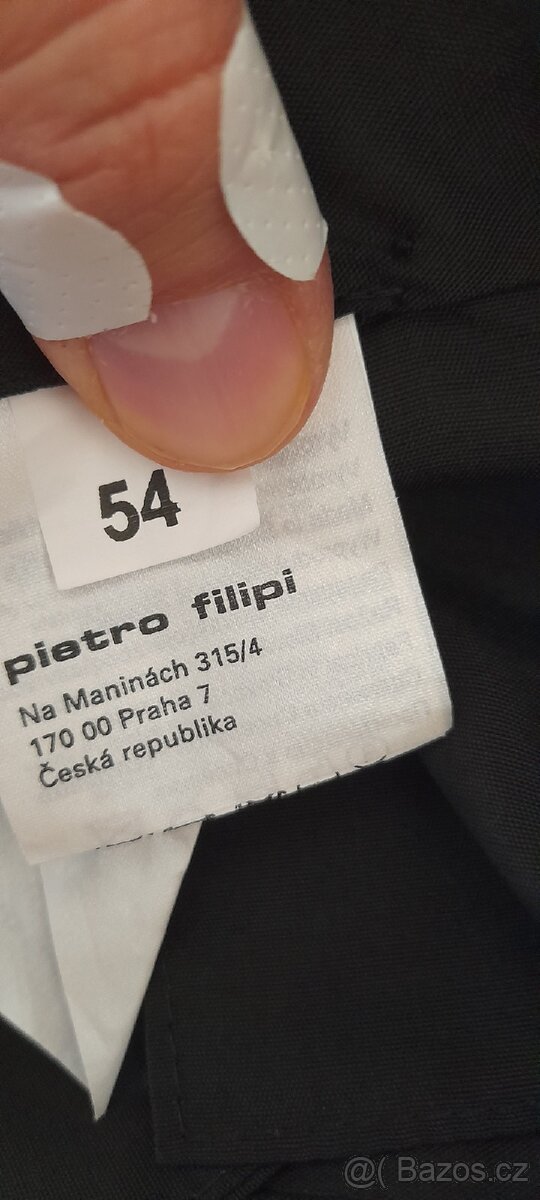 54
pietro filipi
Na Maninách 315/4
170 00 Praha 7
Česká republika
@( Bazos.cz